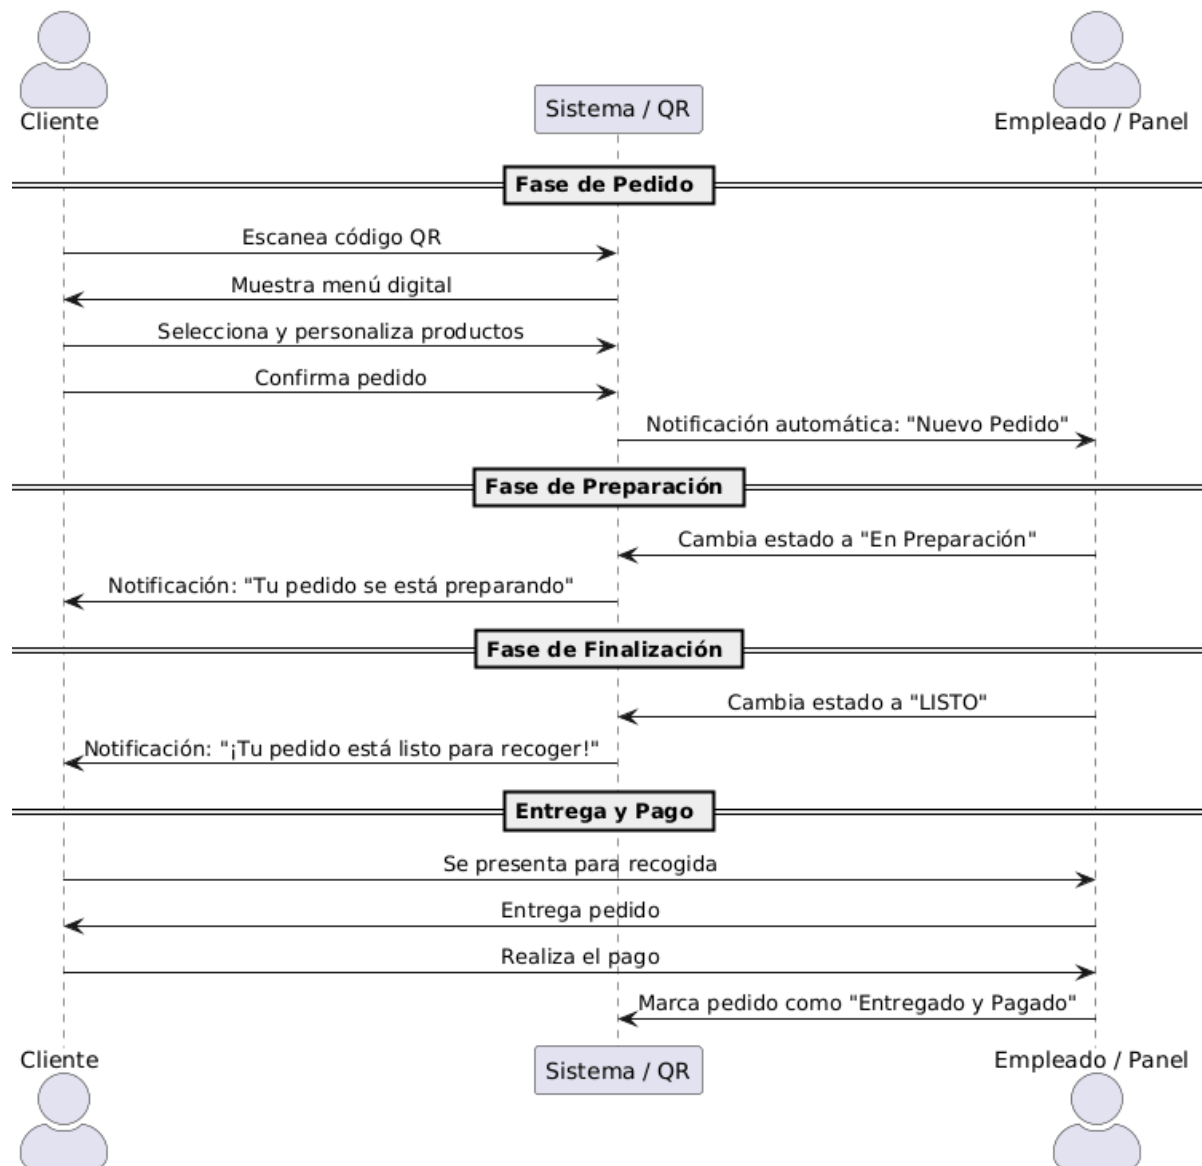 Cliente
Sistema / QR
Empleado / Panel
Fase de Pedido
Escanea código QR
Muestra menú digital
Selecciona y personaliza productos
Confirma pedido
Notificación automática: "Nuevo Pedido"
Fase de Preparación
Cambia estado a "En Preparación"
Notificación: "Tu pedido se está preparando"
Fase de Finalización
Cambia estado a "LISTO"
Notificación: "¡Tu pedido está listo para recoger!"
Entrega y Pago
Se presenta para recogida
Entrega pedido
Realiza el pago
Marca pedido como "Entregado y Pagado"
Cliente
Sistema / QR
Empleado / Panel